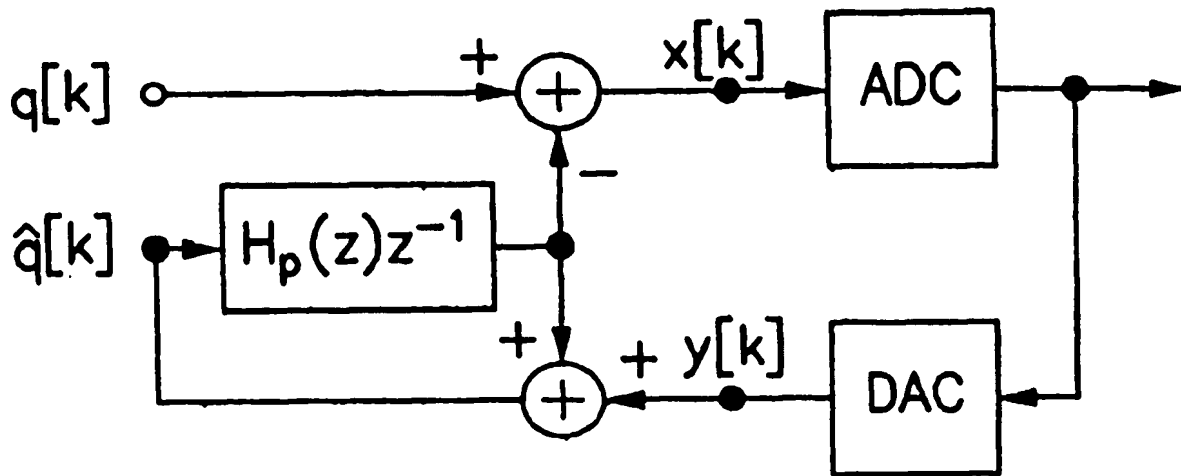 x[k]
+
q[k]
+
ADC
−
q̂[k]
H_p(z)z⁻¹
+
+
y[k]
+
DAC